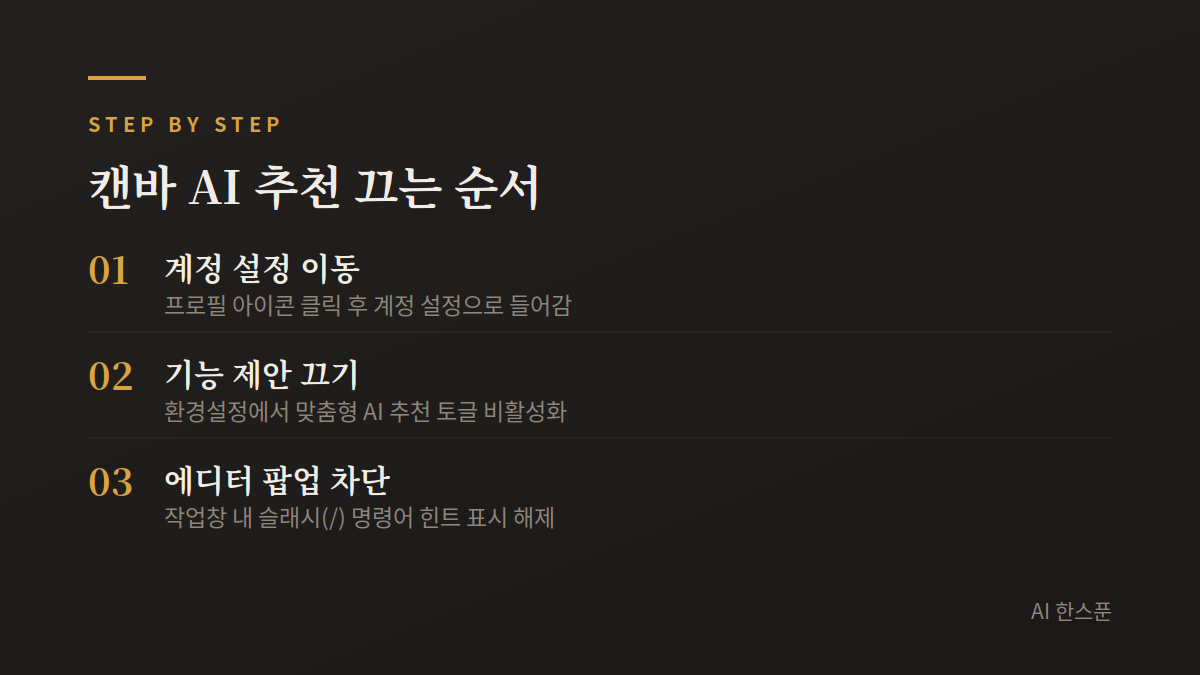 STEP BY STEP
캔바 AI 추천 끄는 순서
01
계정 설정 이동
프로필 아이콘 클릭 후 계정 설정으로 들어감
02
기능 제안 끄기
환경설정에서 맞춤형 AI 추천 토글 비활성화
03
에디터 팝업 차단
작업창 내 슬래시(/) 명령어 힌트 표시 해제
AI 한스푼